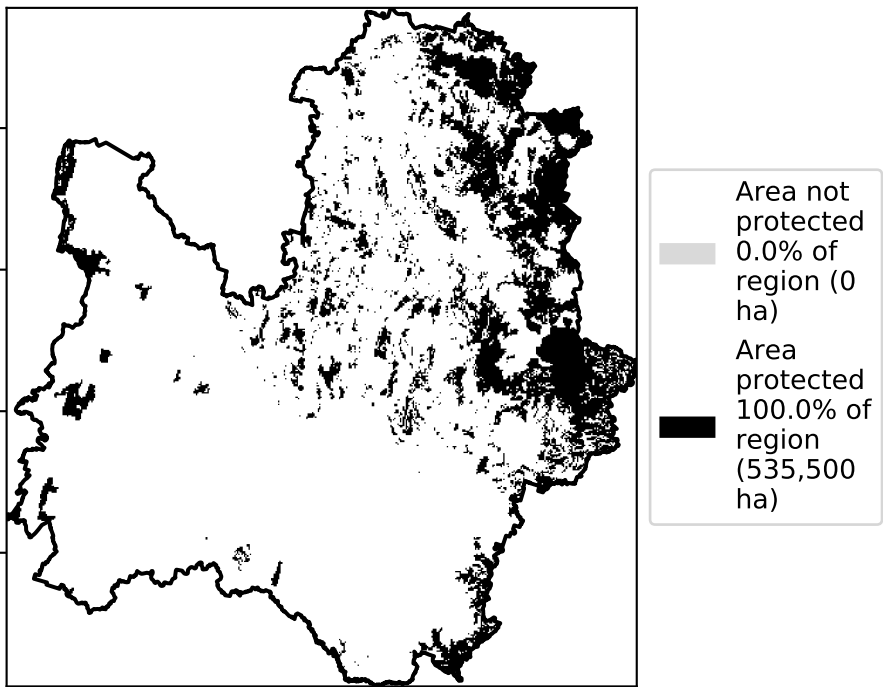 Area not
protected
0.0% of
region (0
ha)
Area
protected
100.0% of
region
(535,500
ha)